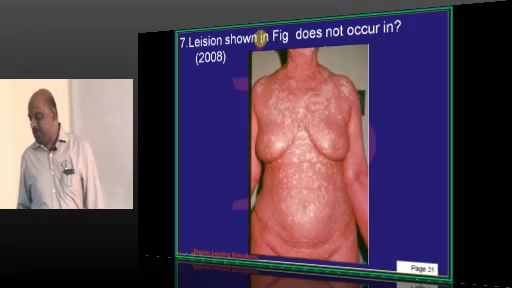 7.Leision shown in Fig does not occur in?
(2008)
Page 21